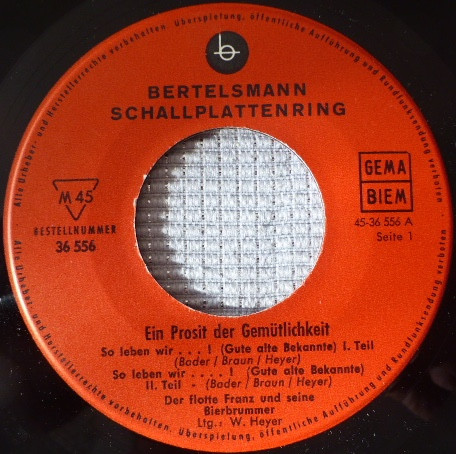 Alle Urheber- und Herstellerrechte vorbehalten. Überspielung, öffentliche Aufführung und Rundfunksendung verboten
b
BERTELSMANN
SCHALLPLATTENRING
M 45
BESTELLNUMMER
36 556
GEMA
BIEM
45-36 556 A
Seite 1
Ein Prosit der Gemütlichkeit
So leben wir . . . ! (Gute alte Bekannte) I. Teil
(Bader / Braun / Heyer)
So leben wir . . . . ! (Gute alte Bekannte)
II. Teil - (Bader / Braun / Heyer)
Der flotte Franz und seine
Bierbrummer
Ltg.: W. Heyer
Alle Urheber- und Herstellerrechte vorbehalten. Überspielung, öffentliche Aufführung und Rundfunksendung verboten